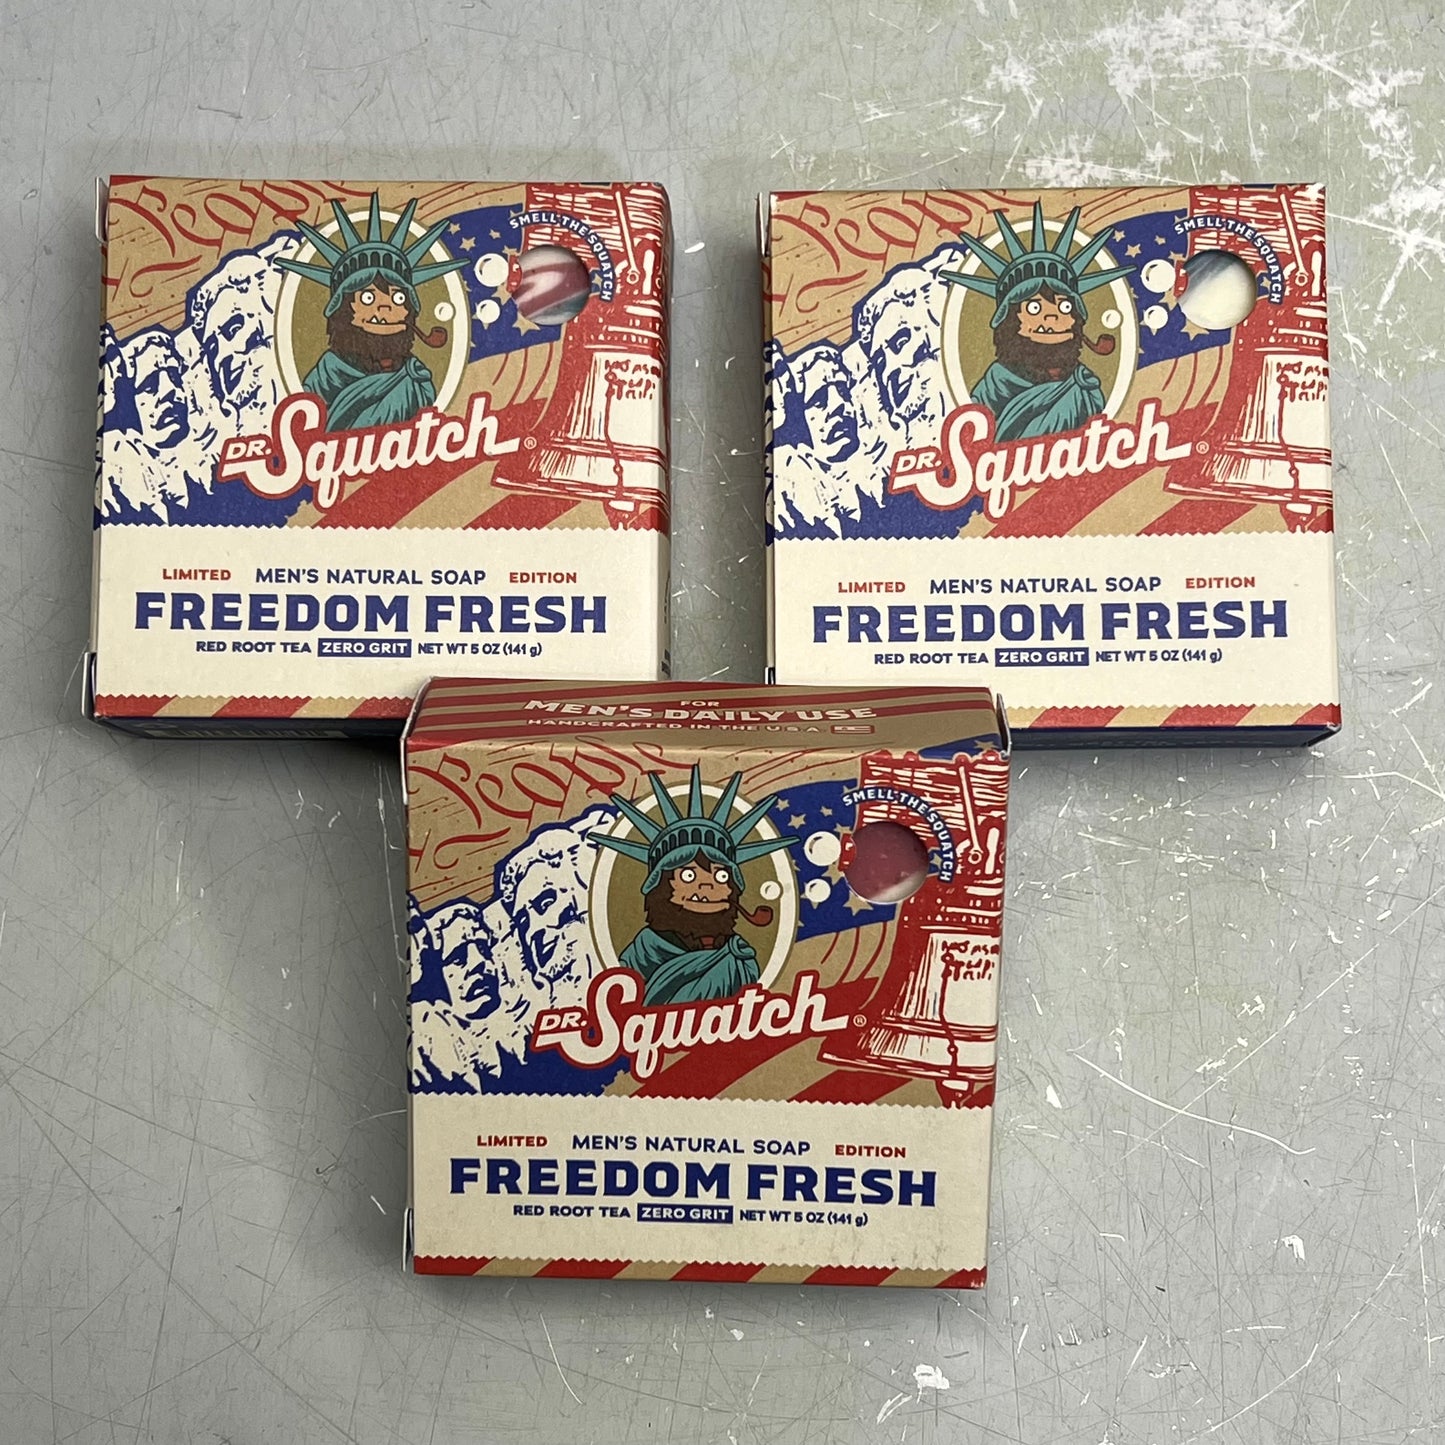 People
SMELL THE SQUATCH
DR. Squatch®
LIMITED MEN'S NATURAL SOAP EDITION
FREEDOM FRESH
RED ROOT TEA ZERO GRIT NET WT 5 OZ (141 g)
People
SMELL THE SQUATCH
DR. Squatch®
LIMITED MEN'S NATURAL SOAP EDITION
FREEDOM FRESH
RED ROOT TEA ZERO GRIT NET WT 5 OZ (141 g)
FOR
MEN'S DAILY USE
HANDCRAFTED IN THE U.S.A.
People
SMELL THE SQUATCH
DR. Squatch®
LIMITED MEN'S NATURAL SOAP EDITION
FREEDOM FRESH
RED ROOT TEA ZERO GRIT NET WT 5 OZ (141 g)